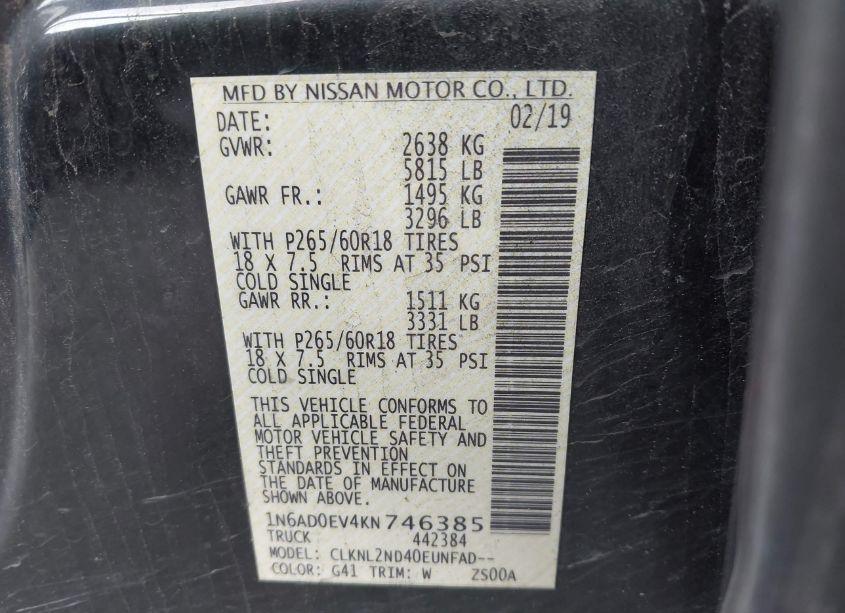 MFD BY NISSAN MOTOR CO., LTD.
DATE: 02/19
GVWR: 2638 KG
5815 LB
GAWR FR.: 1495 KG
3296 LB
WITH P265/60R18 TIRES
18 X 7.5 RIMS AT 35 PSI
COLD SINGLE
GAWR RR.: 1511 KG
3331 LB
WITH P265/60R18 TIRES
18 X 7.5 RIMS AT 35 PSI
COLD SINGLE
THIS VEHICLE CONFORMS TO
ALL APPLICABLE FEDERAL
MOTOR VEHICLE SAFETY AND
THEFT PREVENTION
STANDARDS IN EFFECT ON
THE DATE OF MANUFACTURE
SHOWN ABOVE.
1N6AD0EV4KN746385
TRUCK 442384
MODEL: CLKNL2ND40EUNFAD--
COLOR: G41 TRIM: W ZS00A